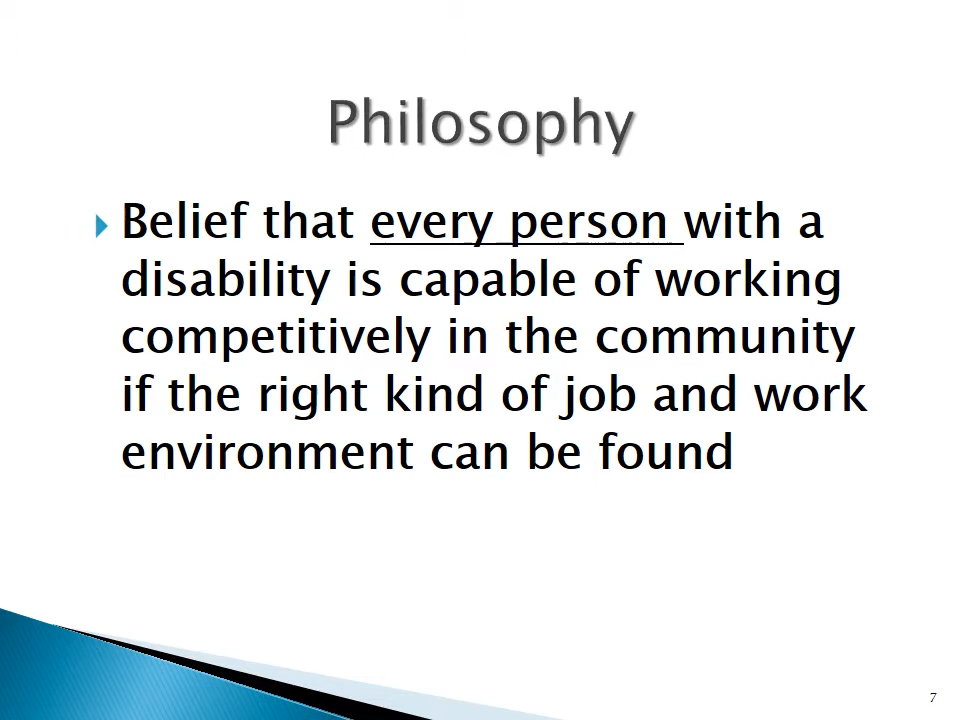 Philosophy
Belief that every person with a
disability is capable of working
competitively in the community
if the right kind of job and work
environment can be found
7